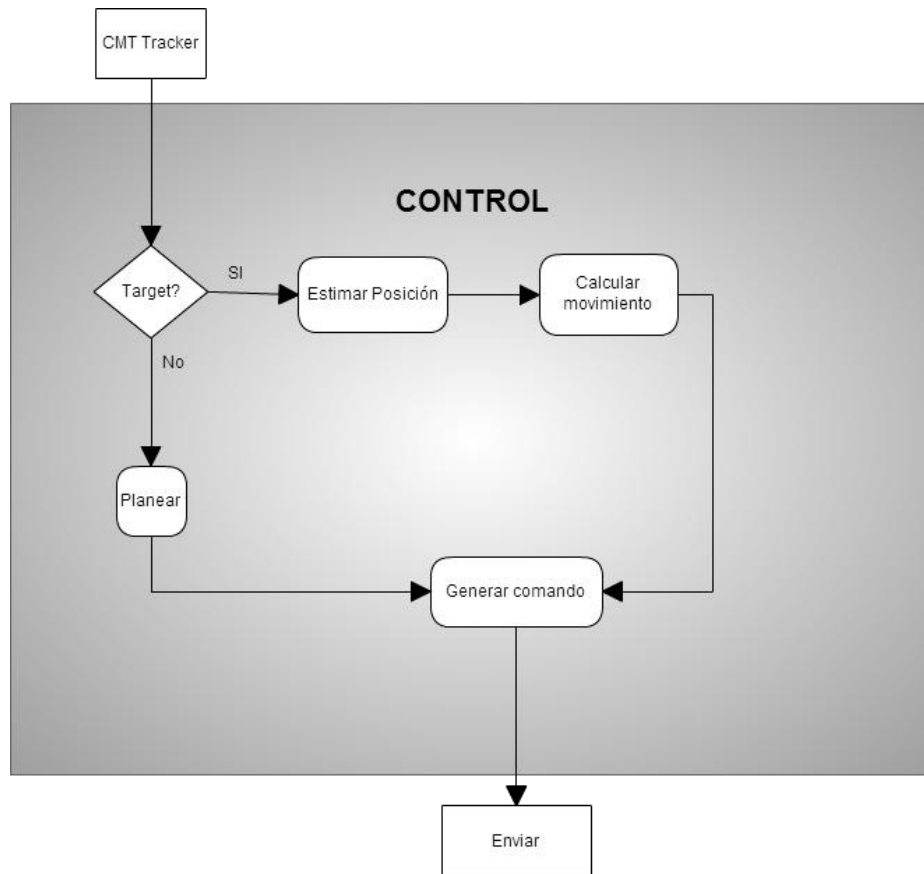 CMT Tracker
CONTROL
SI
Target?
Estimar Posición
Calcular
movimiento
No
Planear
Generar comando
Enviar